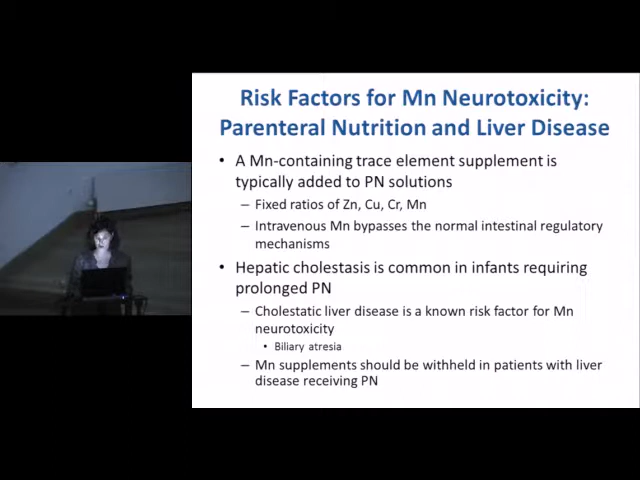 Risk Factors for Mn Neurotoxicity:
Parenteral Nutrition and Liver Disease
• A Mn-containing trace element supplement is
typically added to PN solutions
– Fixed ratios of Zn, Cu, Cr, Mn
– Intravenous Mn bypasses the normal intestinal regulatory
mechanisms
• Hepatic cholestasis is common in infants requiring
prolonged PN
– Cholestatic liver disease is a known risk factor for Mn
neurotoxicity
• Biliary atresia
– Mn supplements should be withheld in patients with liver
disease receiving PN